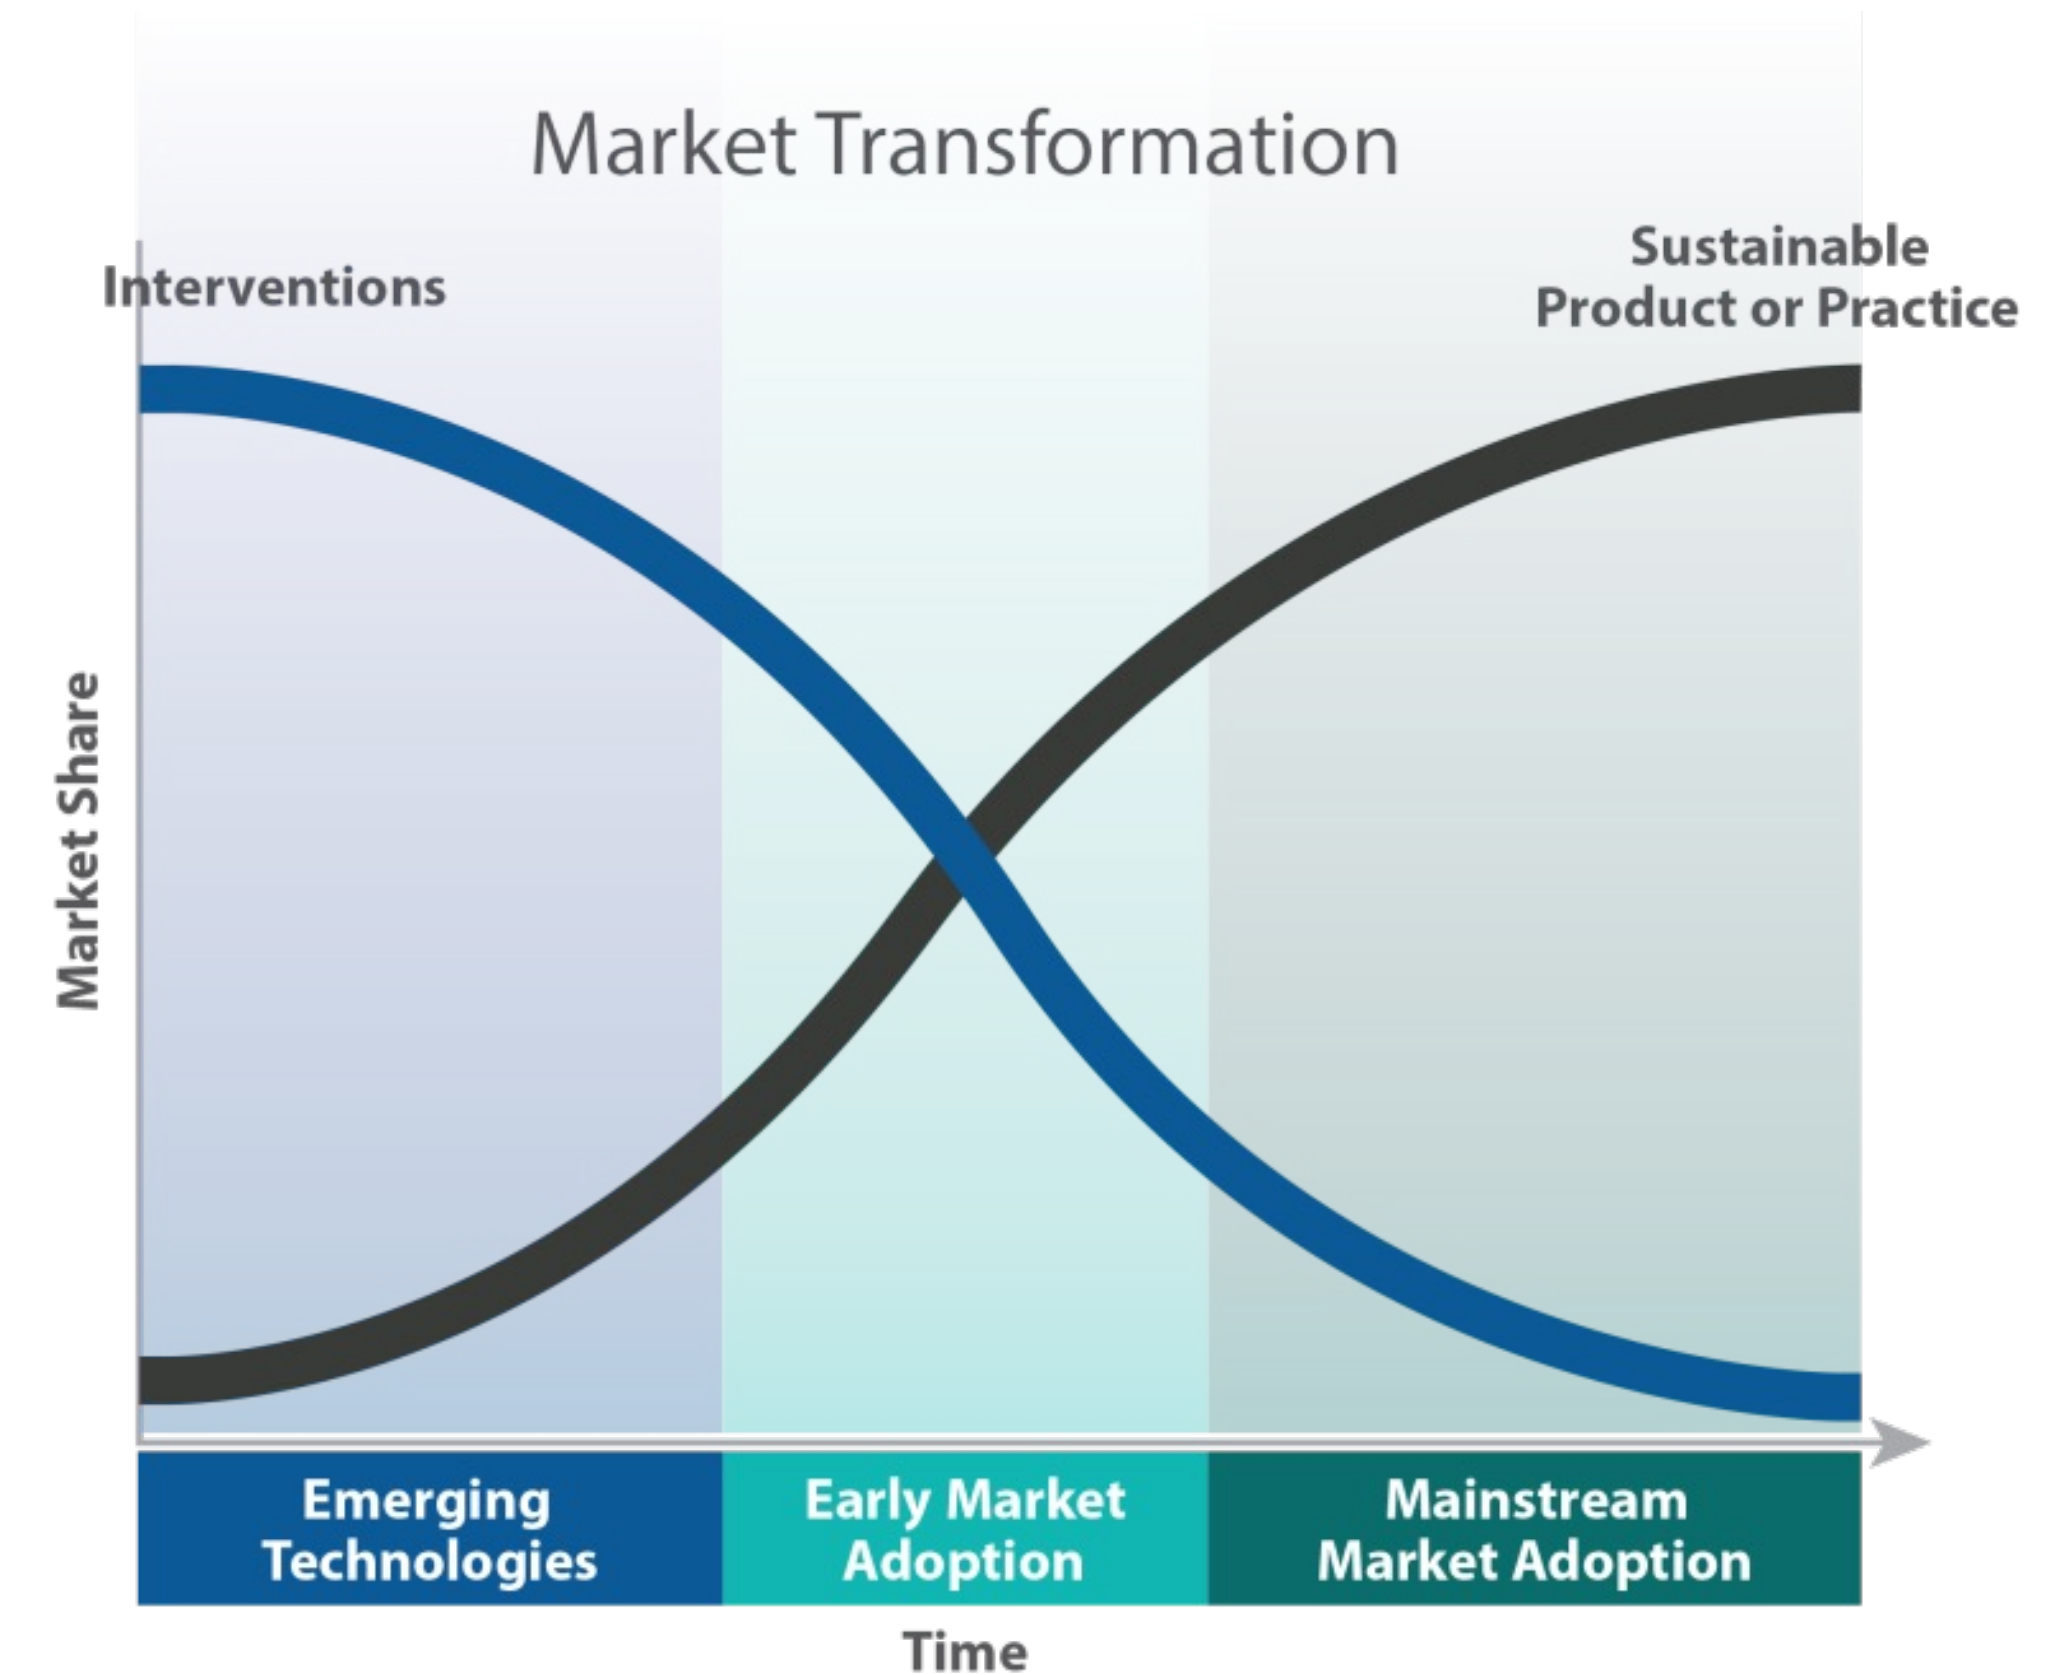 Market Transformation
Interventions
Sustainable
Product or Practice
Market Share
Emerging
Technologies
Early Market
Adoption
Mainstream
Market Adoption
Time